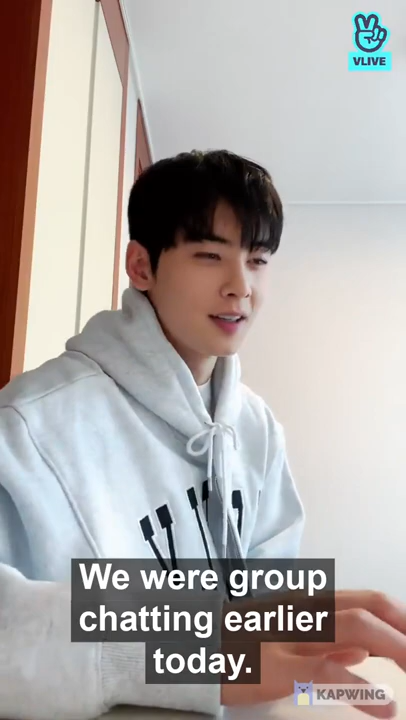 VLIVE
We were group
chatting earlier
today.
KAPWING